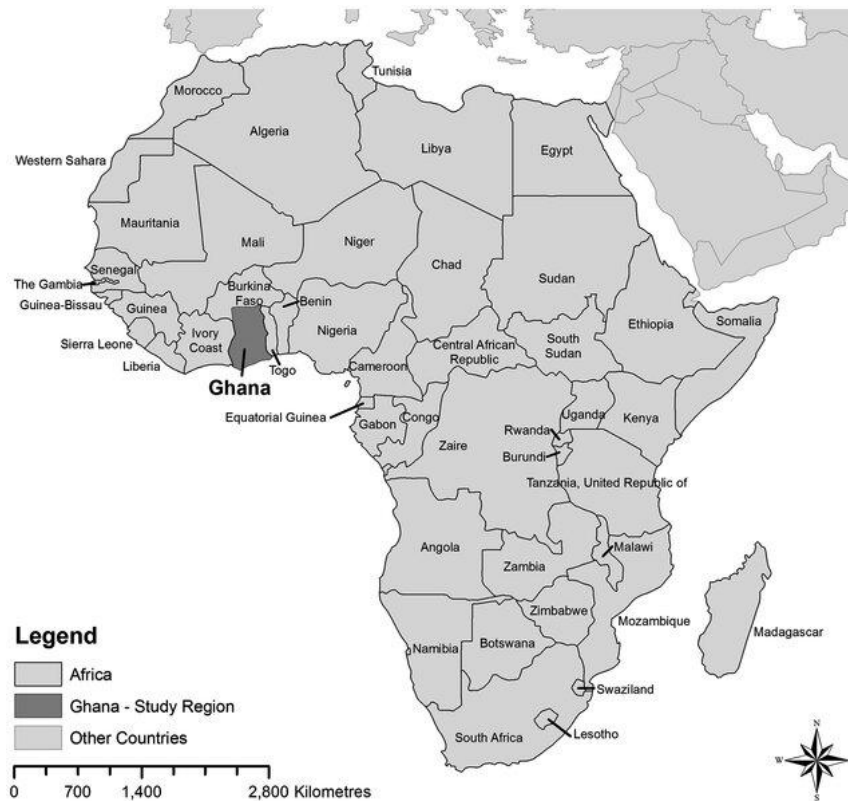 Tunisia
Morocco
Algeria
Libya
Egypt
Western Sahara
Mauritania
Mali
Niger
Chad
Sudan
Senegal
The Gambia
Guinea-Bissau
Guinea
Burkina
Faso
Benin
Nigeria
Ethiopia
Somalia
Sierra Leone
Ivory
Coast
Liberia
Ghana
Togo
Cameroon
Central African
Republic
South
Sudan
Equatorial Guinea
Gabon
Congo
Zaire
Uganda
Kenya
Rwanda
Burundi
Tanzania, United Republic of
Angola
Zambia
Malawi
Zimbabwe
Mozambique
Madagascar
Namibia
Botswana
Swaziland
South Africa
Lesotho
Legend
Africa
Ghana - Study Region
Other Countries
0 700 1,400 2,800 Kilometres
N
W E
S